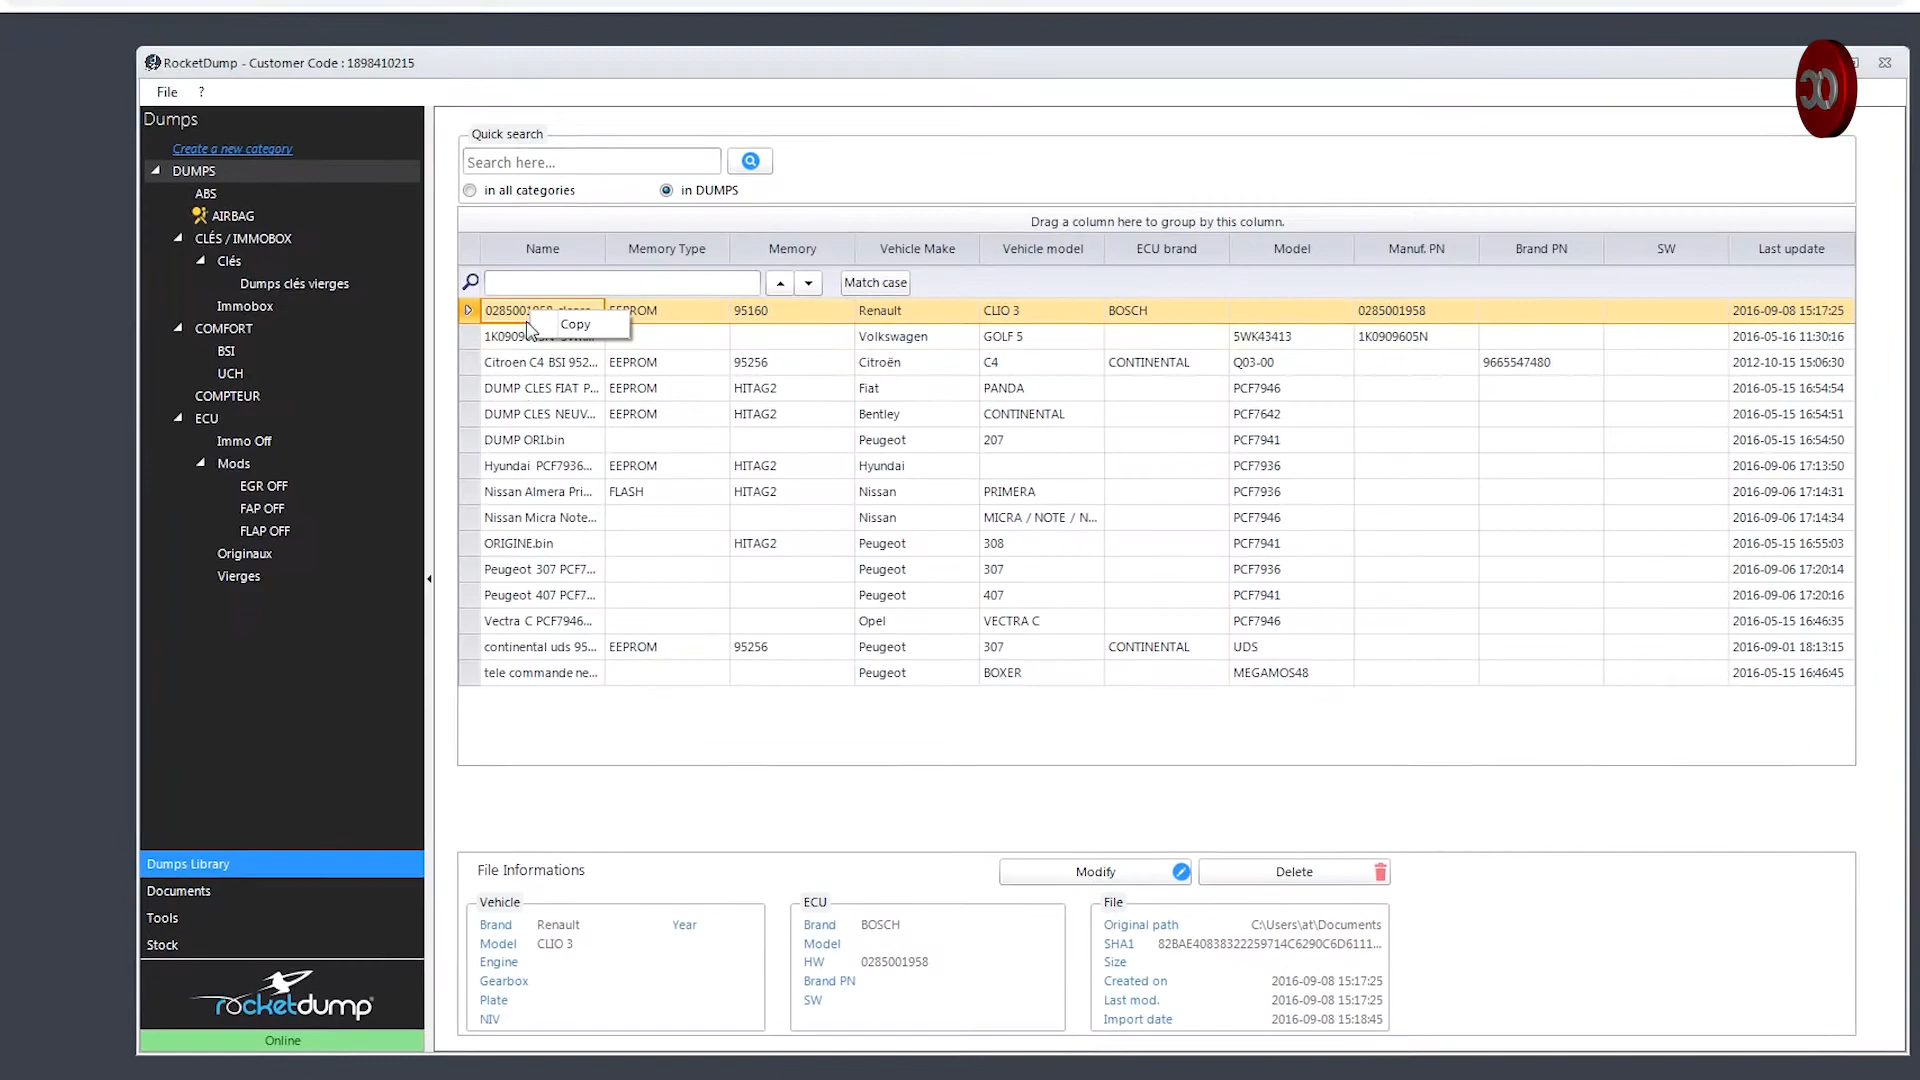 RocketDump - Customer Code : 1898410215
File ?
Dumps
Create a new category
DUMPS
ABS
AIRBAG
CLÉS / IMMOBOX
Clés
Dumps clés vierges
Immobox
COMFORT
BSI
UCH
COMPTEUR
ECU
Immo Off
Mods
EGR OFF
FAP OFF
FLAP OFF
Originaux
Vierges
Dumps Library
Documents
Tools
Stock
rocketdump
Online
Quick search
Search here...
in all categories in DUMPS
Drag a column here to group by this column.
Name Memory Type Memory Vehicle Make Vehicle model ECU brand Model Manuf. PN Brand PN SW Last update
Match case
95160 Renault CLIO 3 BOSCH 0285001958 2016-09-08 15:17:25
Copy
Volkswagen GOLF 5 5WK43413 1K0909605N 2016-05-16 11:30:16
Citroen C4 BSI 952... EEPROM 95256 Citroën C4 CONTINENTAL Q03-00 9665547480 2012-10-15 15:06:30
DUMP CLES FIAT P... EEPROM HITAG2 Fiat PANDA PCF7946 2016-05-15 16:54:54
DUMP CLES NEUV... EEPROM HITAG2 Bentley CONTINENTAL PCF7642 2016-05-15 16:54:51
DUMP ORI.bin Peugeot 207 PCF7941 2016-05-15 16:54:50
Hyundai PCF7936... EEPROM HITAG2 Hyundai PCF7936 2016-09-06 17:13:50
Nissan Almera Pri... FLASH HITAG2 Nissan PRIMERA PCF7936 2016-09-06 17:14:31
Nissan Micra Note... Nissan MICRA / NOTE / N... PCF7946 2016-09-06 17:14:34
ORIGINE.bin HITAG2 Peugeot 308 PCF7941 2016-05-15 16:55:03
Peugeot 307 PCF7... Peugeot 307 PCF7936 2016-09-06 17:20:14
Peugeot 407 PCF7... Peugeot 407 PCF7941 2016-09-06 17:20:16
Vectra C PCF7946... Opel VECTRA C PCF7946 2016-05-15 16:46:35
continental uds 95... EEPROM 95256 Peugeot 307 CONTINENTAL UDS 2016-09-01 18:13:15
tele commande ne... Peugeot BOXER MEGAMOS48 2016-05-15 16:46:45
File Informations Modify Delete
Vehicle
Brand Renault Year
Model CLIO 3
Engine
Gearbox
Plate
NIV
ECU
Brand BOSCH
Model
HW 0285001958
Brand PN
SW
File
Original path C:\Users\at\Documents
SHA1 82BAE40838322259714C6290C6D6111...
Size
Created on 2016-09-08 15:17:25
Last mod. 2016-09-08 15:17:25
Import date 2016-09-08 15:18:45